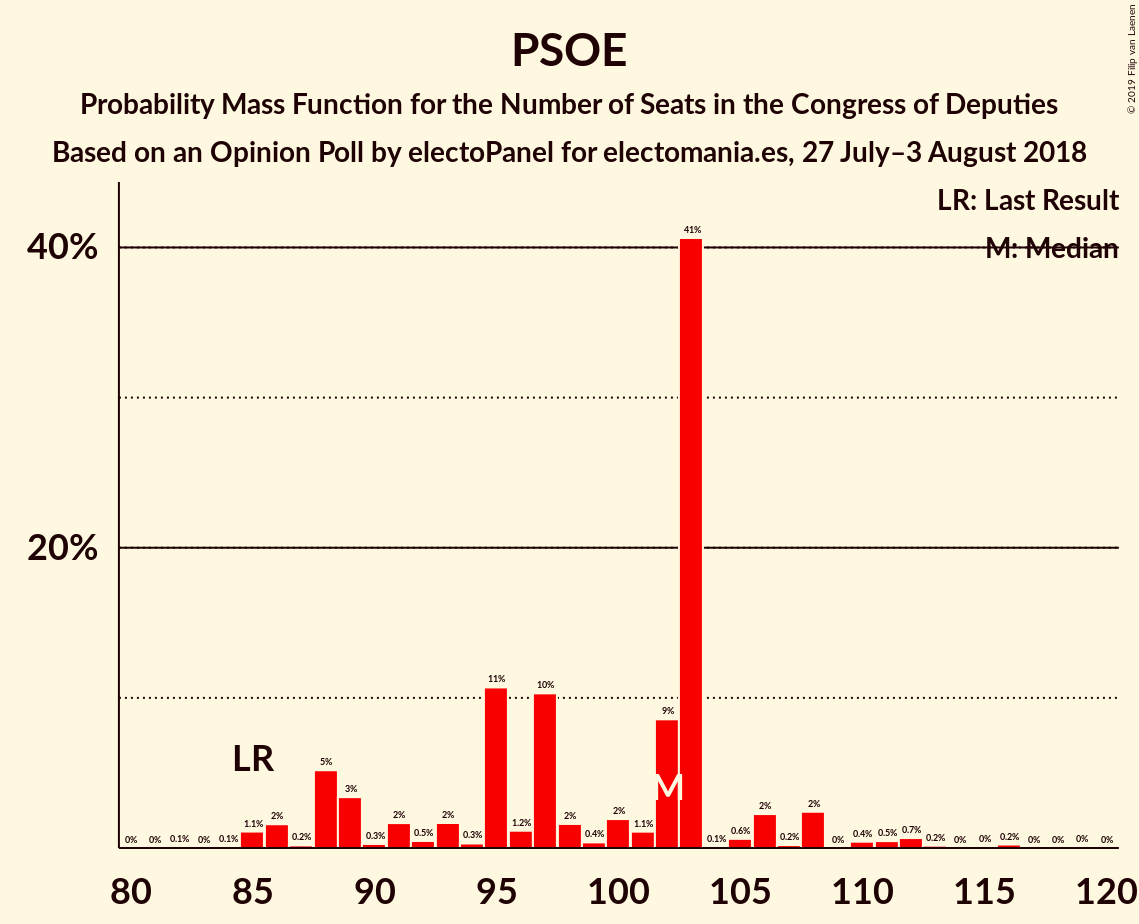 PSOE
Probability Mass Function for the Number of Seats in the Congress of Deputies
Based on an Opinion Poll by electoPanel for electomania.es, 27 July–3 August 2018
© 2019 Filip van Laenen
LR: Last Result
M: Median
40%
20%
LR
M
0% 0% 0.1% 0% 0.1% 1.1% 2% 0.2% 5% 3% 0.3% 2% 0.5% 2% 0.3% 11% 1.2% 10% 2% 0.4% 2% 1.1% 9% 41% 0.1% 0.6% 2% 0.2% 2% 0% 0.4% 0.5% 0.7% 0.2% 0% 0% 0.2% 0% 0% 0% 0%
80 85 90 95 100 105 110 115 120